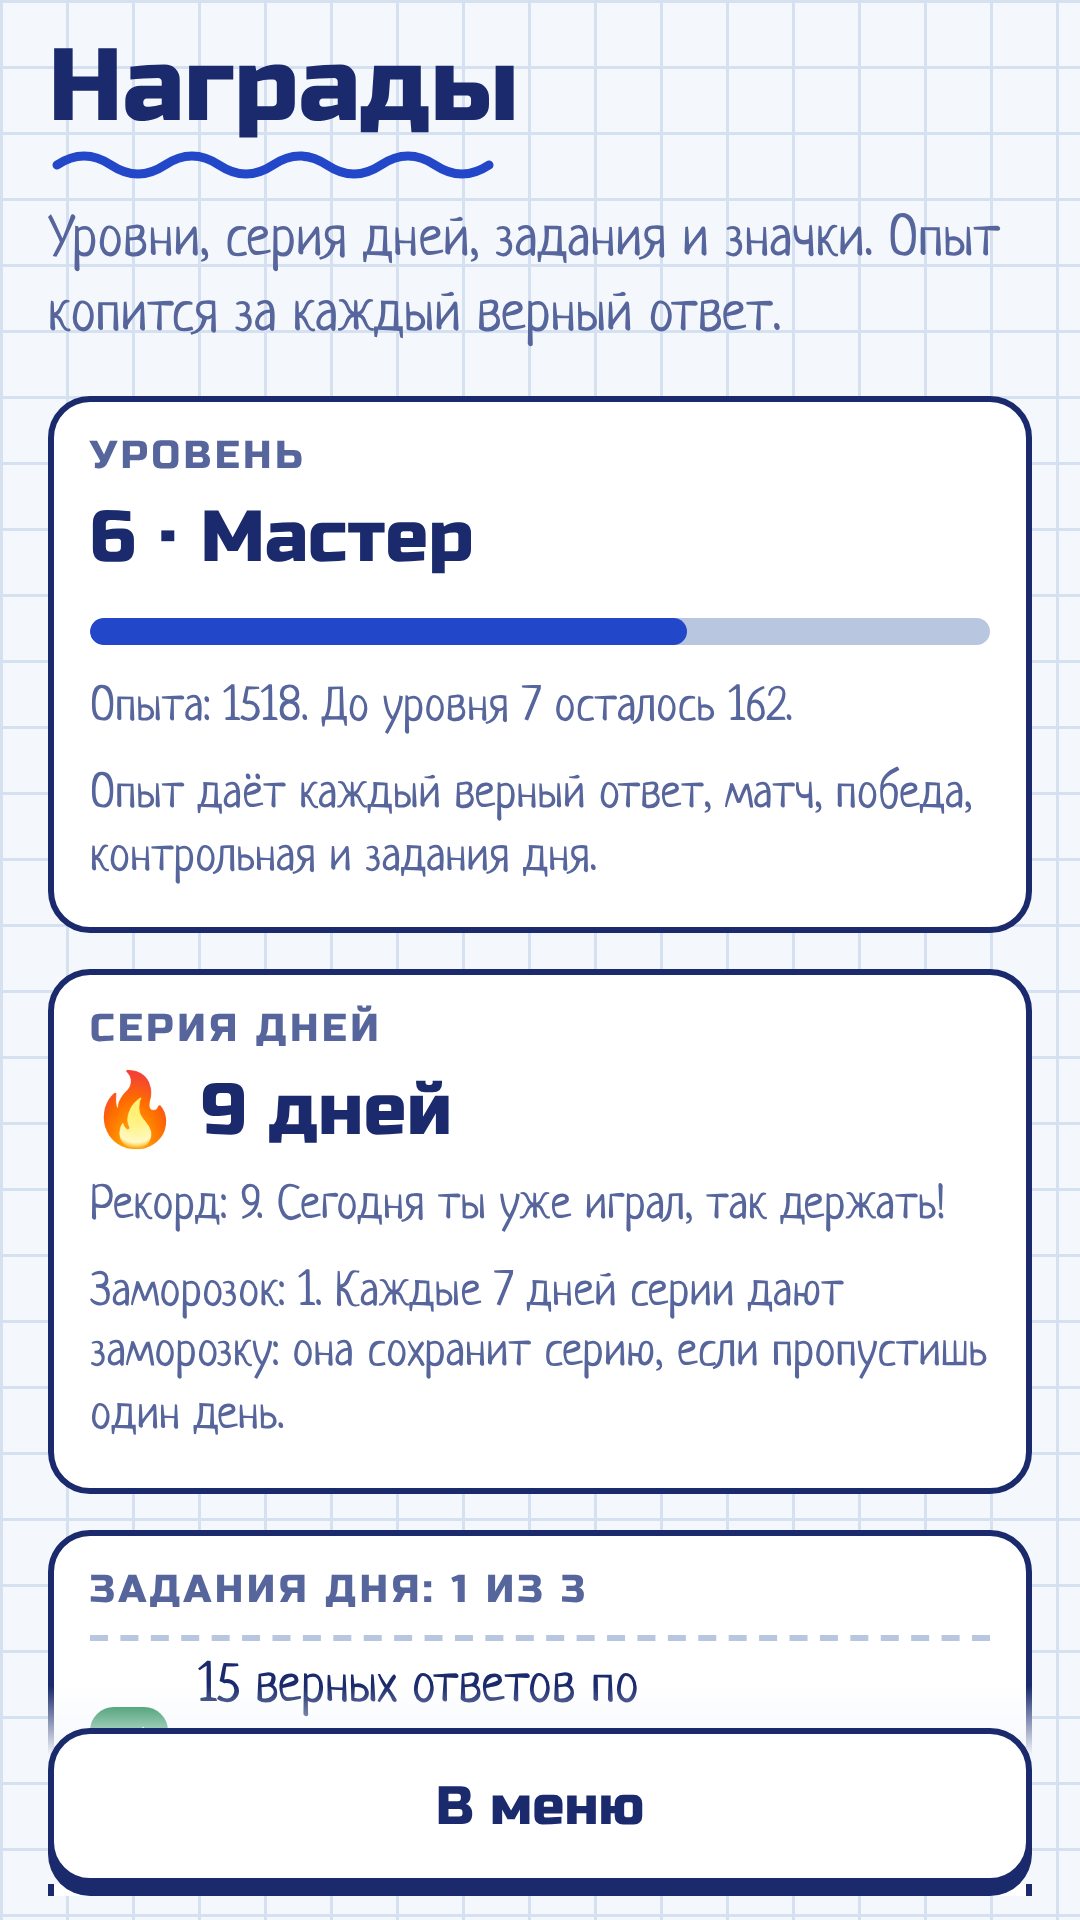 Награды
Уровни, серия дней, задания и значки. Опыт
копится за каждый верный ответ.
УРОВЕНЬ
6 · Мастер
Опыта: 1518. До уровня 7 осталось 162.
Опыт даёт каждый верный ответ, матч, победа,
контрольная и задания дня.
СЕРИЯ ДНЕЙ
🔥 9 дней
Рекорд: 9. Сегодня ты уже играл, так держать!
Заморозок: 1. Каждые 7 дней серии дают
заморозку: она сохранит серию, если пропустишь
один день.
ЗАДАНИЯ ДНЯ: 1 ИЗ 3
15 верных ответов по
В меню